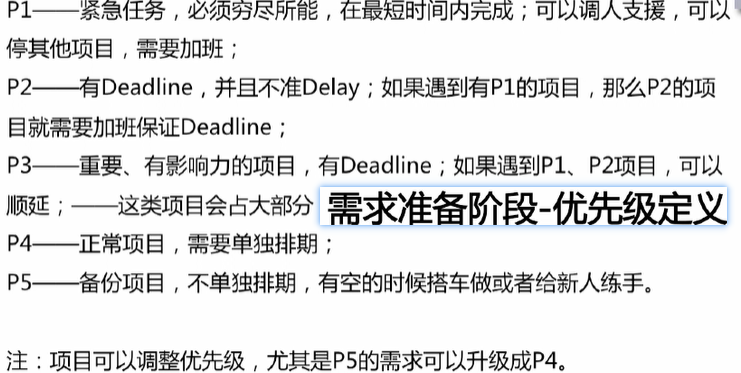 P1——紧急任务，必须穷尽所能，在最短时间内完成；可以调人支援，可以
停其他项目，需要加班；
P2——有Deadline，并且不准Delay；如果遇到有P1的项目，那么P2的项
目就需要加班保证Deadline；
P3——重要、有影响力的项目，有Deadline；如果遇到P1、P2项目，可以
顺延；——这类项目会占大部分
需求准备阶段-优先级定义
P4——正常项目，需要单独排期；
P5——备份项目，不单独排期，有空的时候搭车做或者给新人练手。
注：项目可以调整优先级，尤其是P5的需求可以升级成P4。